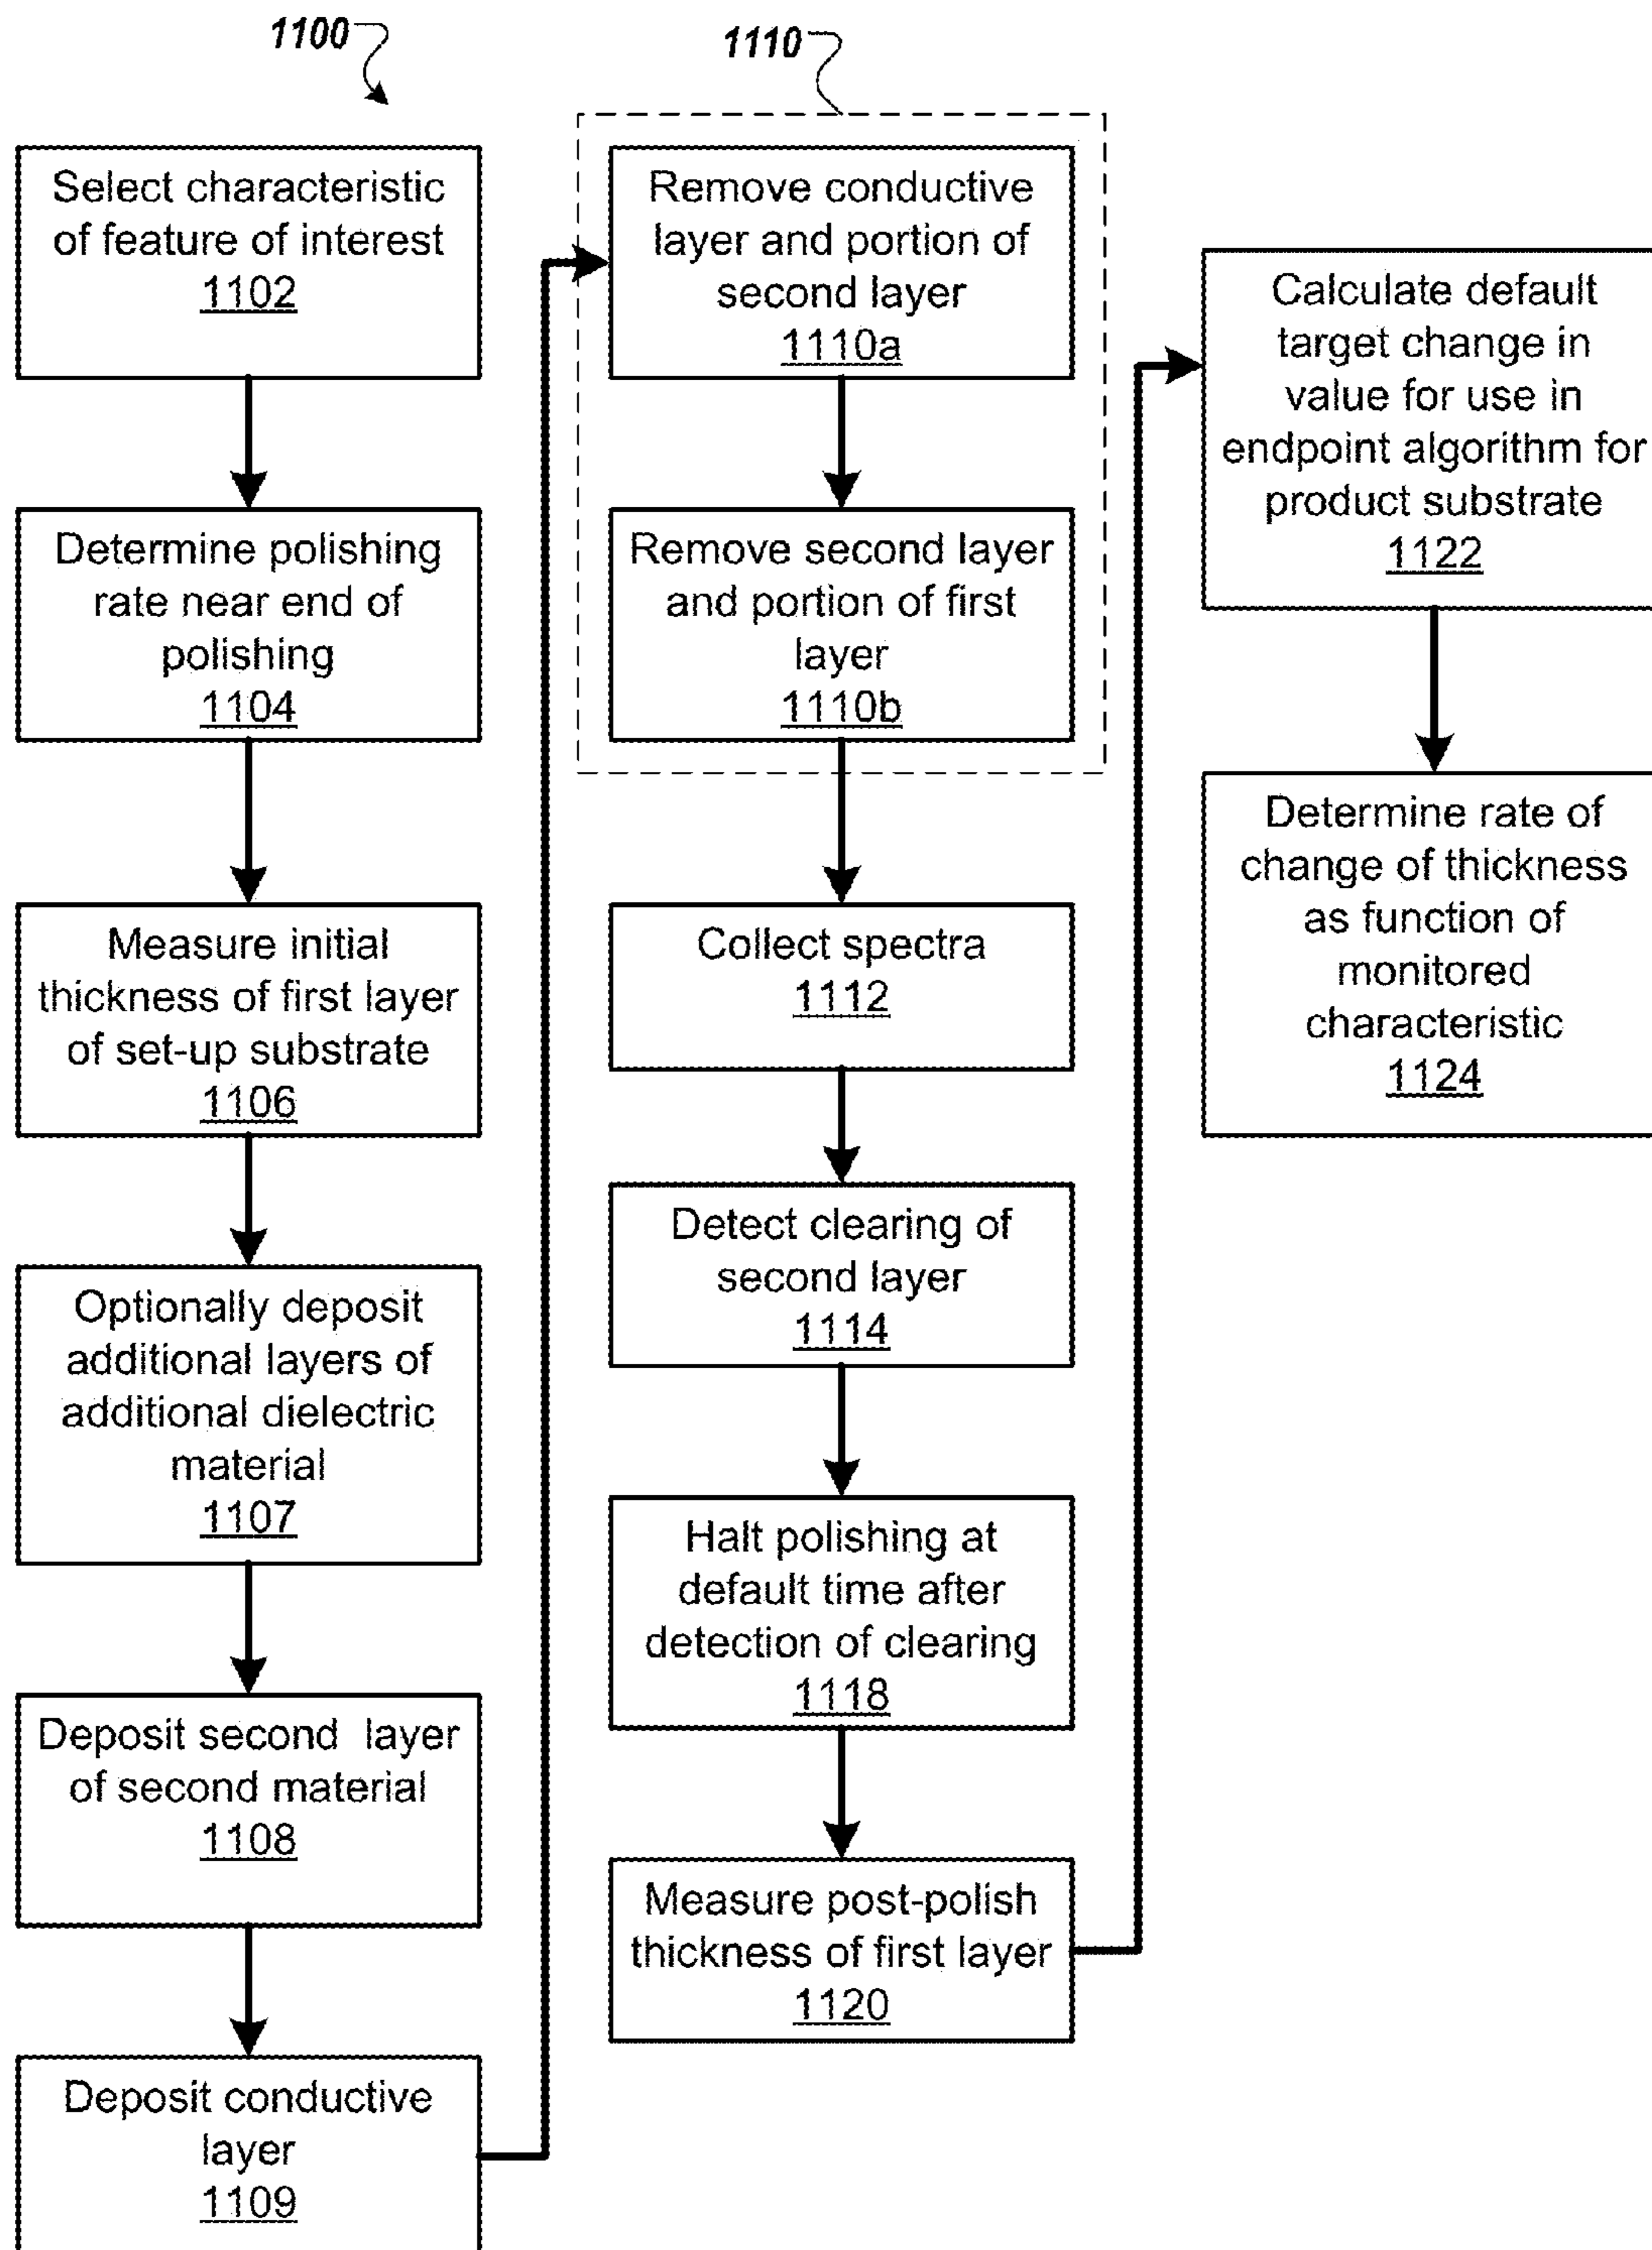 1100
Select characteristic
of feature of interest
1102
Determine polishing
rate near end of
polishing
1104
Measure initial
thickness of first layer
of set-up substrate
1106
Optionally deposit
additional layers of
additional dielectric
material
1107
Deposit second layer
of second material
1108
Deposit conductive
layer
1109
1110
Remove conductive
layer and portion of
second layer
1110a
Remove second layer
and portion of first
layer
1110b
Collect spectra
1112
Detect clearing of
second layer
1114
Halt polishing at
default time after
detection of clearing
1118
Measure post-polish
thickness of first layer
1120
Calculate default
target change in
value for use in
endpoint algorithm for
product substrate
1122
Determine rate of
change of thickness
as function of
monitored
characteristic
1124